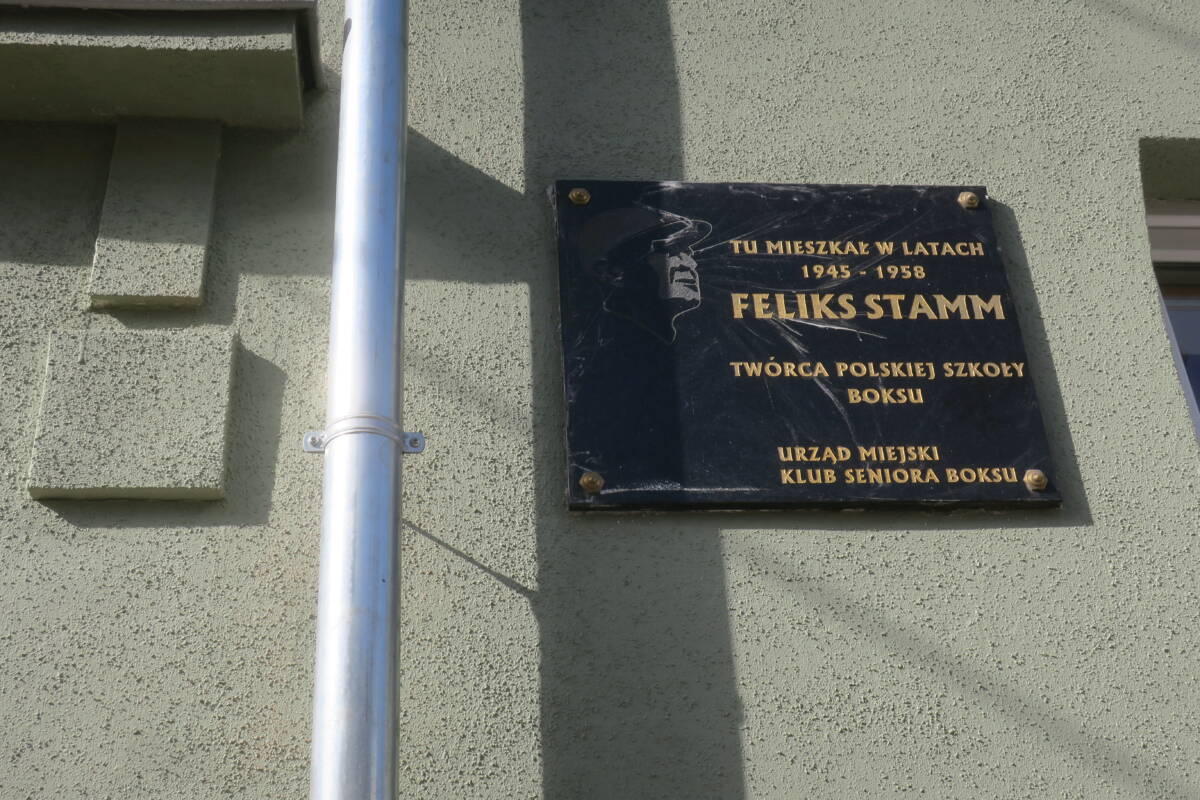 TU MIESZKAŁ W LATACH
1945 - 1958
FELIKS STAMM
TWÓRCA POLSKIEJ SZKOŁY
BOKSU
URZĄD MIEJSKI
KLUB SENIORA BOKSU